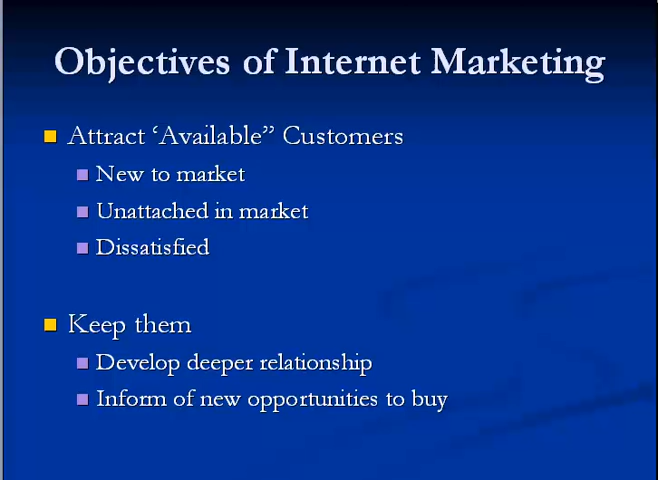 Objectives of Internet Marketing
Attract ‘Available” Customers
New to market
Unattached in market
Dissatisfied
Keep them
Develop deeper relationship
Inform of new opportunities to buy